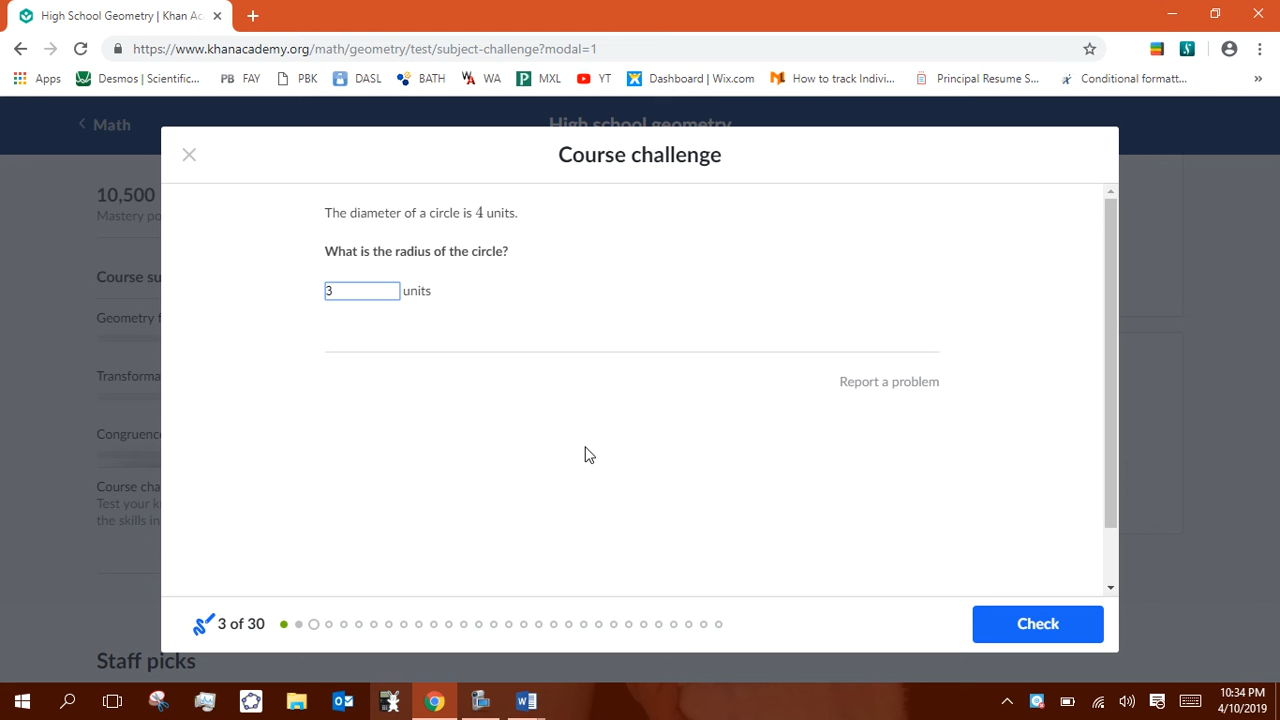 High School Geometry | Khan Ac
https://www.khanacademy.org/math/geometry/test/subject-challenge?modal=1
Apps Desmos | Scientific... PB FAY PBK DASL BATH WA MXL YT Dashboard | Wix.com How to track Indivi... Principal Resume S... Conditional formatt... »
Math
High school geometry
Course challenge
10,500
Mastery po
The diameter of a circle is 4 units.
What is the radius of the circle?
Course su
3 units
Geometry f
Transforma
Report a problem
Congruence
Course cha
Test your k
the skills in
3 of 30
Check
Staff picks
10:34 PM
4/10/2019